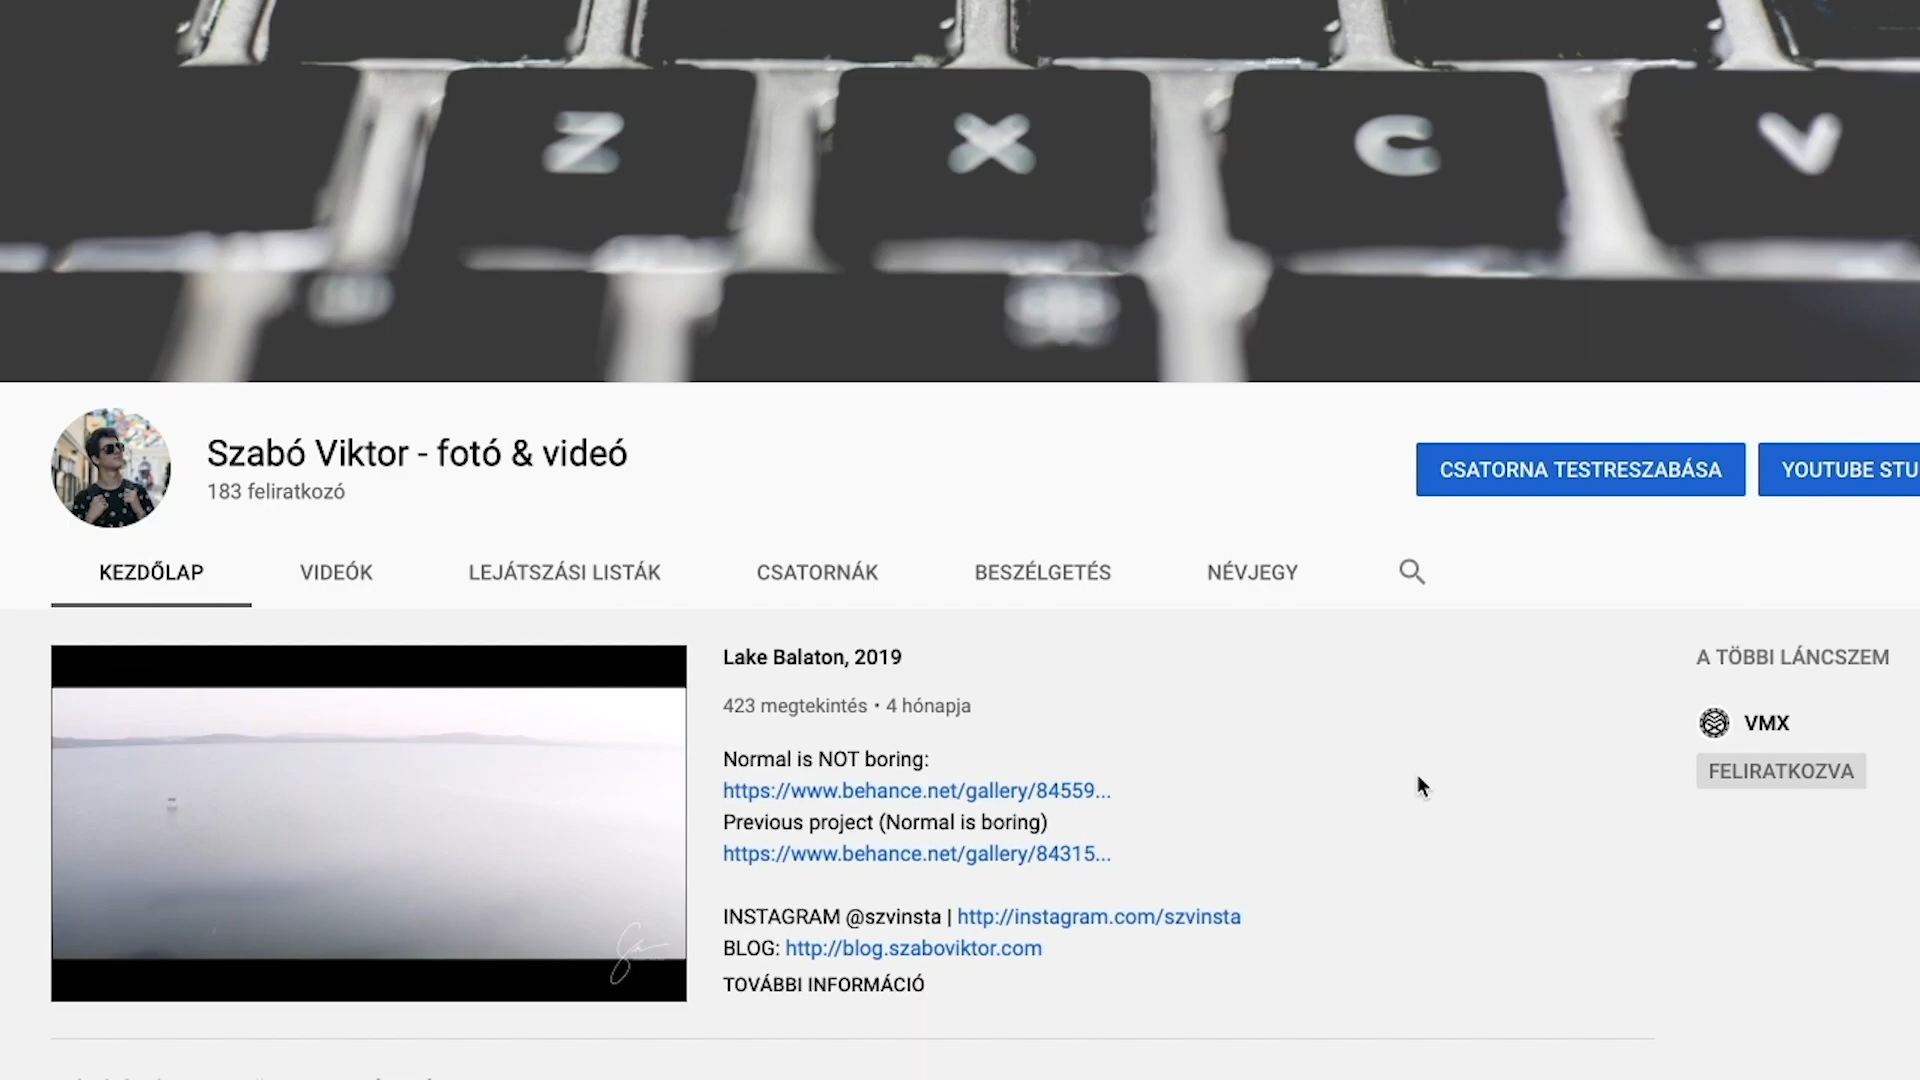 Z X C V
Szabó Viktor - fotó & videó
183 feliratkozó
CSATORNA TESTRESZABÁSA
YOUTUBE STU
KEZDŐLAP
VIDEÓK
LEJÁTSZÁSI LISTÁK
CSATORNÁK
BESZÉLGETÉS
NÉVJEGY
Lake Balaton, 2019
423 megtekintés • 4 hónapja
Normal is NOT boring:
https://www.behance.net/gallery/84559...
Previous project (Normal is boring)
https://www.behance.net/gallery/84315...
INSTAGRAM @szvinsta | http://instagram.com/szvinsta
BLOG: http://blog.szaboviktor.com
TOVÁBBI INFORMÁCIÓ
A TÖBBI LÁNCSZEM
VMX
FELIRATKOZVA